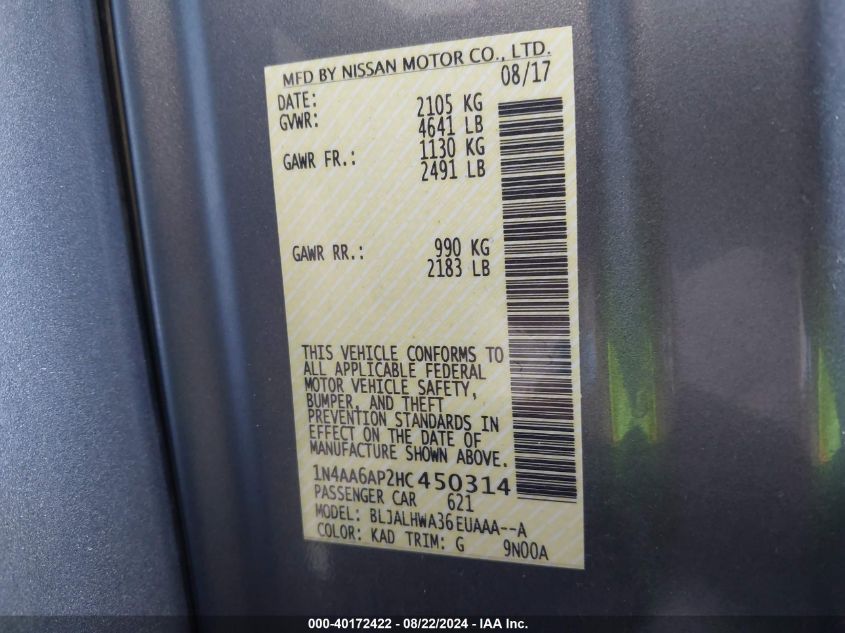 MFD BY NISSAN MOTOR CO., LTD.
DATE: 08/17
GVWR: 2105 KG
4641 LB
GAWR FR.: 1130 KG
2491 LB
GAWR RR.: 990 KG
2183 LB
THIS VEHICLE CONFORMS TO
ALL APPLICABLE FEDERAL
MOTOR VEHICLE SAFETY,
BUMPER, AND THEFT
PREVENTION STANDARDS IN
EFFECT ON THE DATE OF
MANUFACTURE SHOWN ABOVE.
1N4AA6AP2HC450314
PASSENGER CAR 621
MODEL: BLJALHWA36EUAAA--A
COLOR: KAD TRIM: G 9N00A
000-40172422 - 08/22/2024 - IAA Inc.